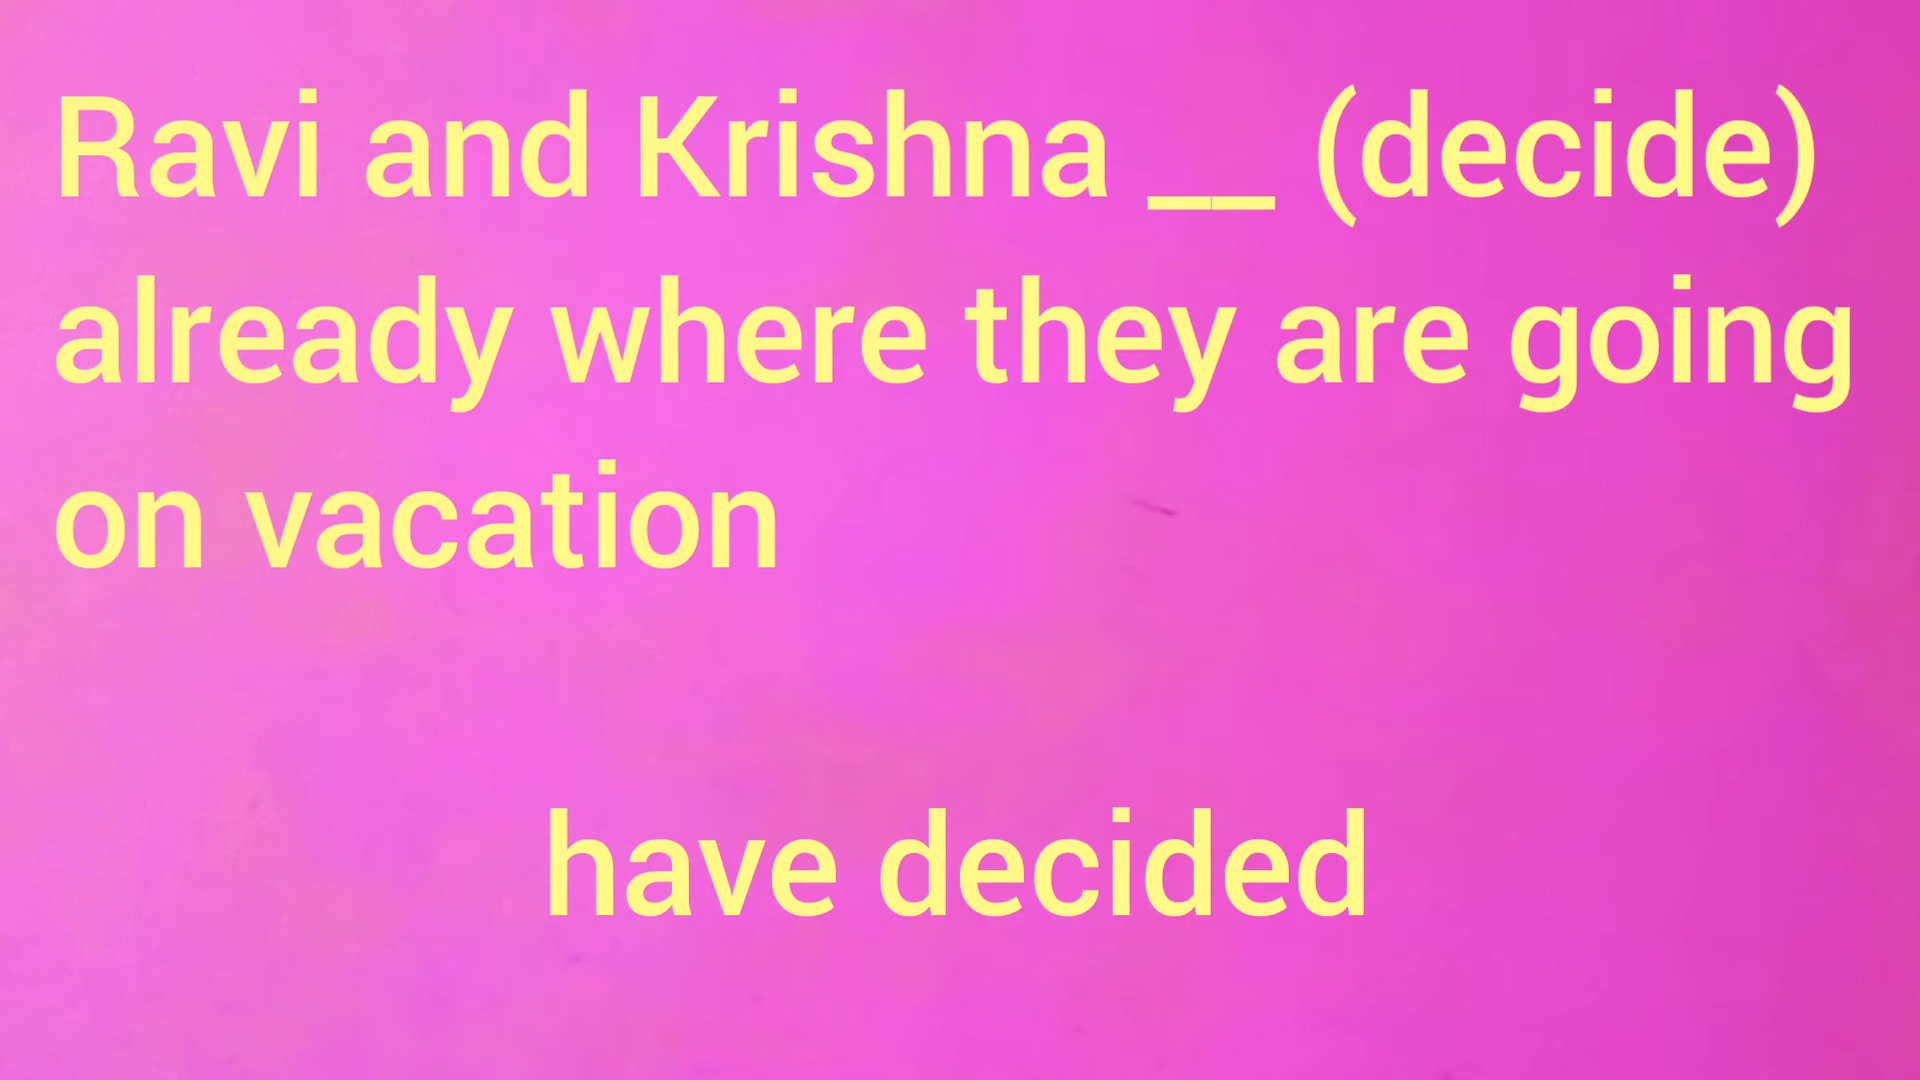 Ravi and Krishna __ (decide)
already where they are going
on vacation
have decided